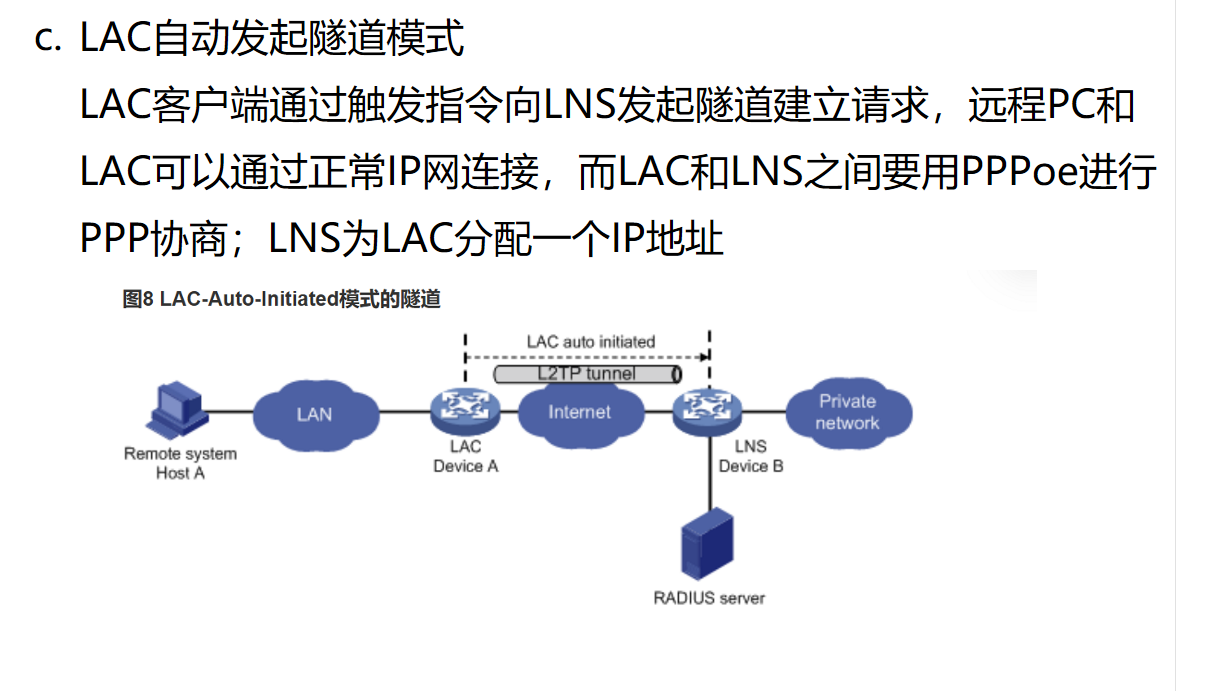 c. LAC自动发起隧道模式
LAC客户端通过触发指令向LNS发起隧道建立请求，远程PC和
LAC可以通过正常IP网连接，而LAC和LNS之间要用PPPoe进行
PPP协商；LNS为LAC分配一个IP地址
图8 LAC-Auto-Initiated模式的隧道
LAC auto initiated
L2TP tunnel
LAN
Internet
Private
network
Remote system
Host A
LAC
Device A
LNS
Device B
RADIUS server